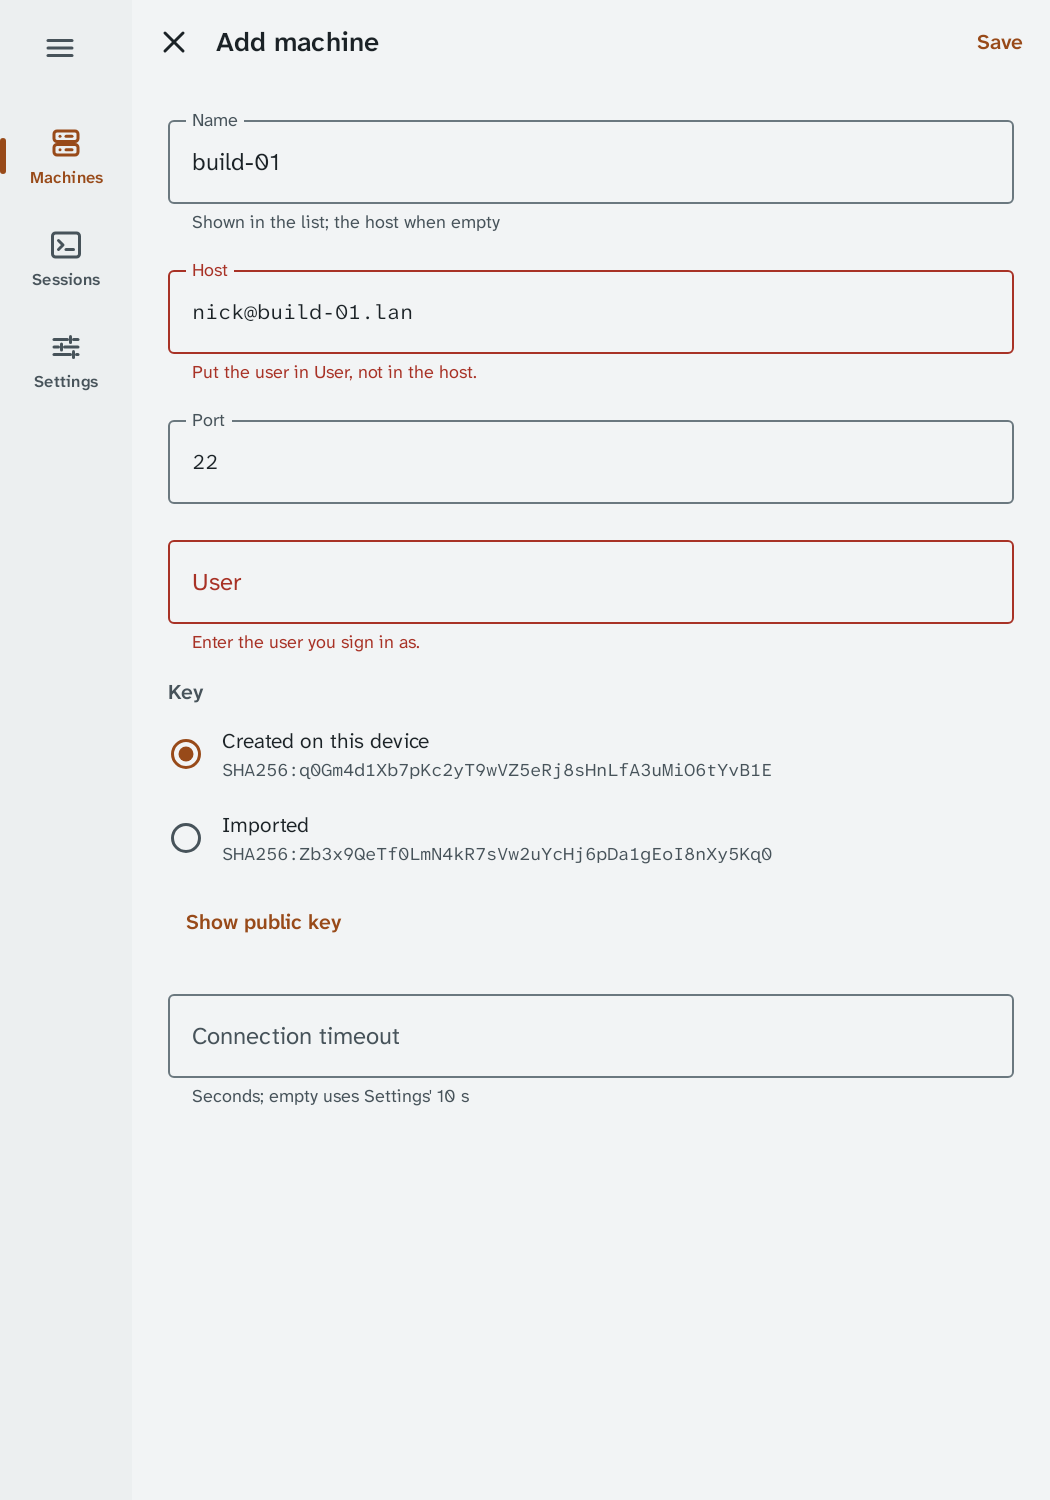 Add machine
Save
Machines
Sessions
Settings
Name
build-01
Shown in the list; the host when empty
Host
nick@build-01.lan
Put the user in User, not in the host.
Port
22
User
Enter the user you sign in as.
Key
Created on this device
SHA256:q0Gm4d1Xb7pKc2yT9wVZ5eRj8sHnLfA3uMiO6tYvB1E
Imported
SHA256:Zb3x9QeTf0LmN4kR7sVw2uYcHj6pDa1gEoI8nXy5Kq0
Show public key
Connection timeout
Seconds; empty uses Settings' 10 s